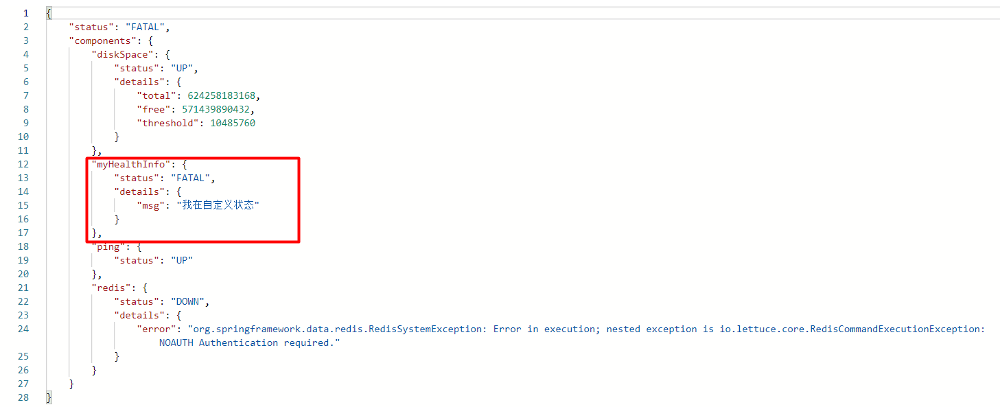 1 {
2     "status": "FATAL",
3     "components": {
4         "diskSpace": {
5             "status": "UP",
6             "details": {
7                 "total": 624258183168,
8                 "free": 571439890432,
9                 "threshold": 10485760
10             }
11         },
12         "myHealthInfo": {
13             "status": "FATAL",
14             "details": {
15                 "msg": "我在自定义状态"
16             }
17         },
18         "ping": {
19             "status": "UP"
20         },
21         "redis": {
22             "status": "DOWN",
23             "details": {
24                 "error": "org.springframework.data.redis.RedisSystemException: Error in execution; nested exception is io.lettuce.core.RedisCommandExecutionException:
NOAUTH Authentication required."
25             }
26         }
27     }
28 }